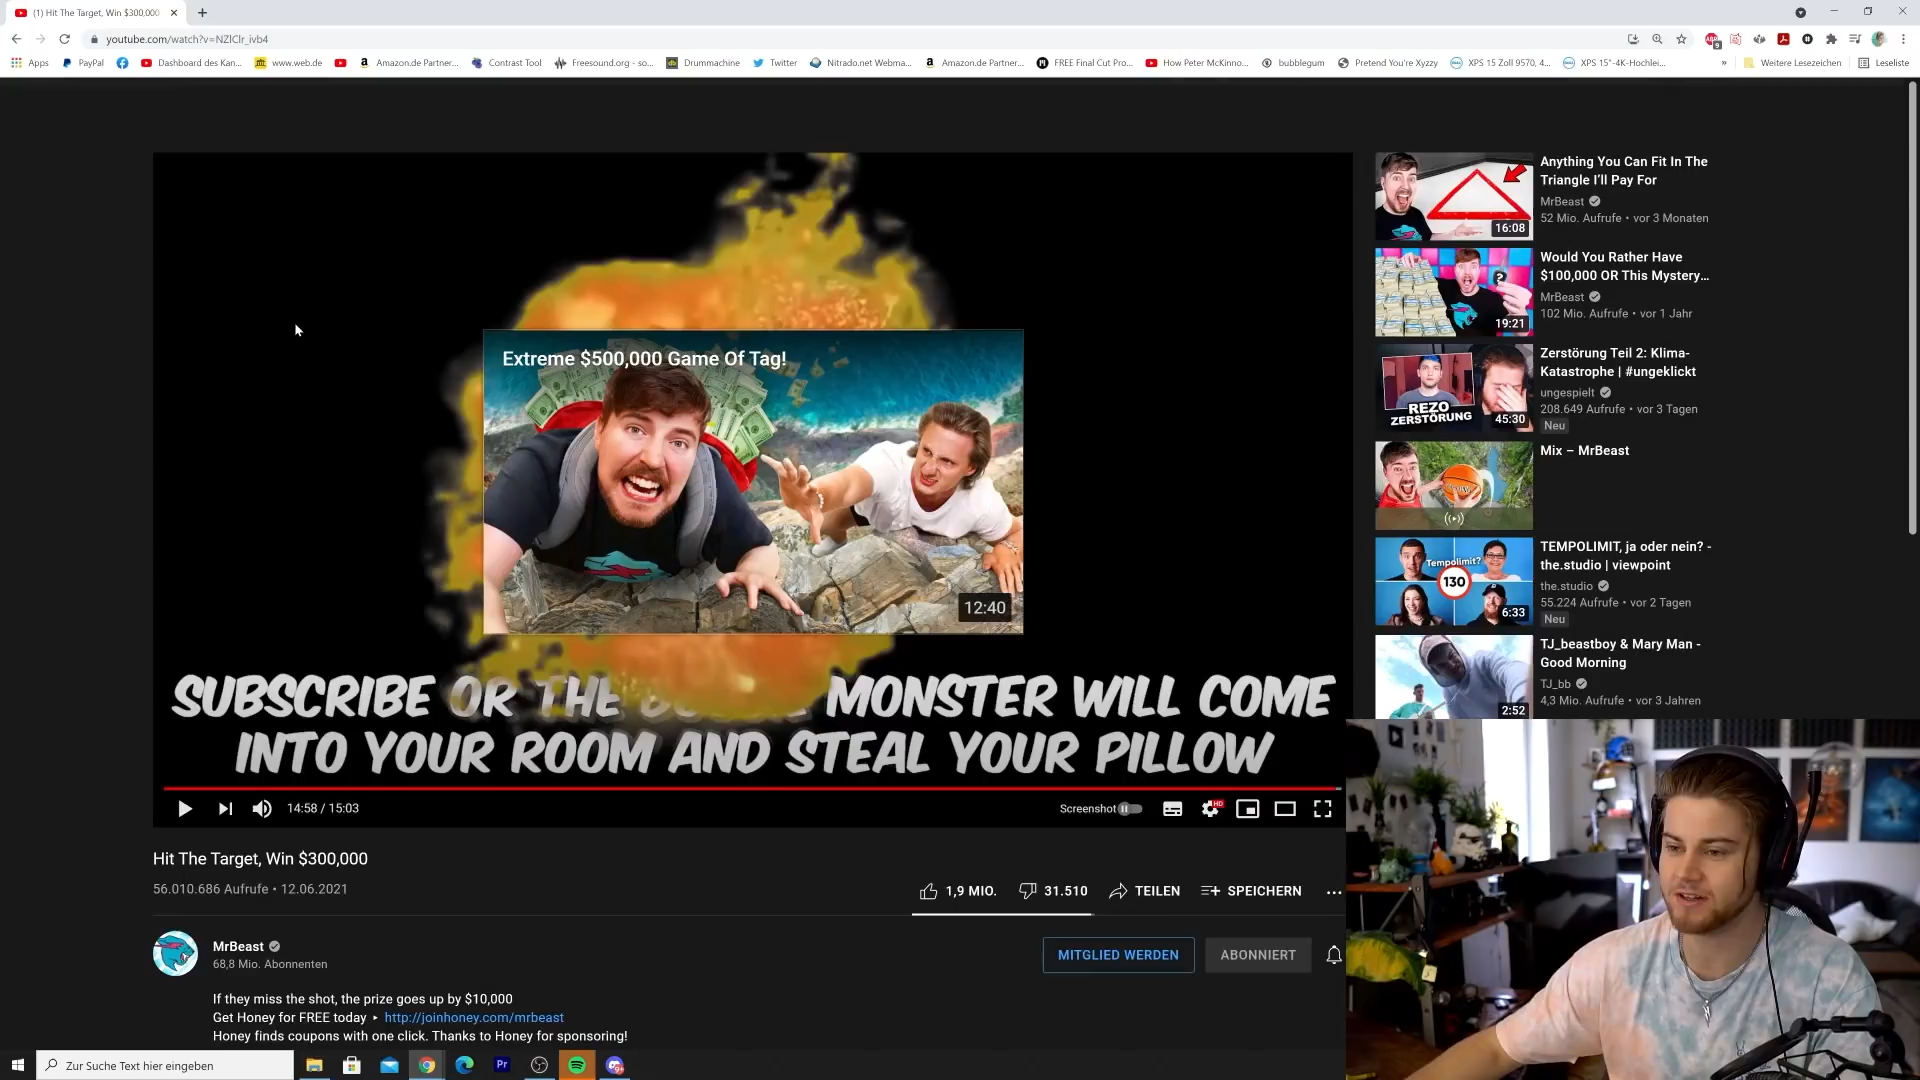 (1) Hit The Target, Win $300,000
youtube.com/watch?v=NZlClr_ivb4
Apps
PayPal
Dashboard des Kan...
www.web.de
Amazon.de Partner...
Contrast Tool
Freesound.org - so...
Drummachine
Twitter
Nitrado.net Webma...
Amazon.de Partner...
FREE Final Cut Pro...
How Peter McKinno...
bubblegum
Pretend You're Xyzzy
XPS 15 Zoll 9570, 4...
XPS 15"-4K-Hochlei...
»
Weitere Lesezeichen
Leseliste
Extreme $500,000 Game Of Tag!
12:40
SUBSCRIBE OR THE MONSTER WILL COME
INTO YOUR ROOM AND STEAL YOUR PILLOW
14:58 / 15:03
Screenshot
HD
Hit The Target, Win $300,000
56.010.686 Aufrufe • 12.06.2021
1,9 MIO.
31.510
TEILEN
SPEICHERN
MrBeast
68,8 Mio. Abonnenten
MITGLIED WERDEN
ABONNIERT
If they miss the shot, the prize goes up by $10,000
Get Honey for FREE today ‣ http://joinhoney.com/mrbeast
Honey finds coupons with one click. Thanks to Honey for sponsoring!
Anything You Can Fit In The
Triangle I'll Pay For
MrBeast
52 Mio. Aufrufe • vor 3 Monaten
16:08
Would You Rather Have
$100,000 OR This Mystery...
MrBeast
102 Mio. Aufrufe • vor 1 Jahr
?
19:21
Zerstörung Teil 2: Klima-
Katastrophe | #ungeklickt
ungespielt
208.649 Aufrufe • vor 3 Tagen
Neu
REZO
ZERSTÖRUNG
45:30
Mix – MrBeast
TEMPOLIMIT, ja oder nein? -
the.studio | viewpoint
the.studio
55.224 Aufrufe • vor 2 Tagen
Neu
Tempolimit?
130
6:33
TJ_beastboy & Mary Man -
Good Morning
TJ_bb
4,3 Mio. Aufrufe • vor 3 Jahren
2:52
Zur Suche Text hier eingeben
Pr